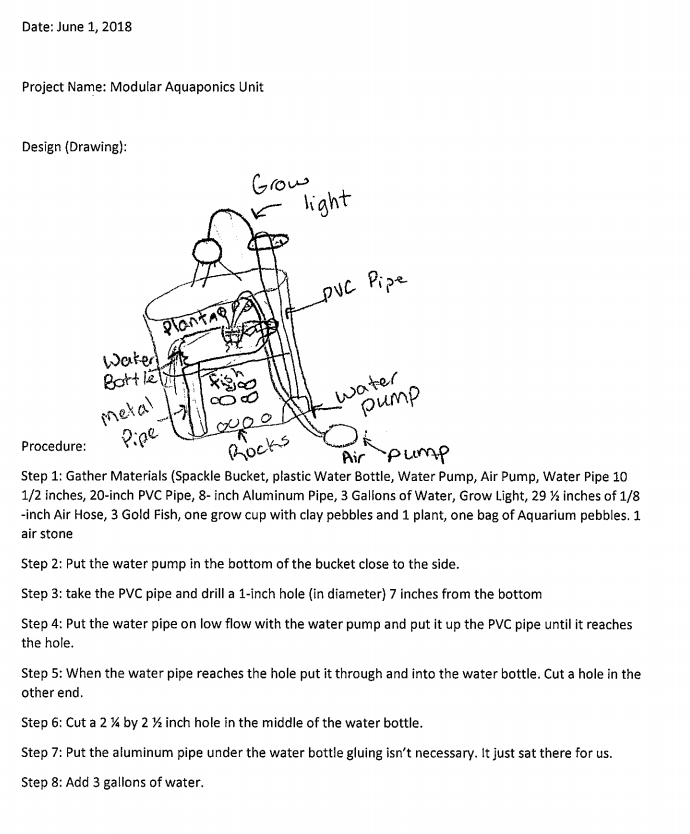 Date: June 1, 2018
Project Name: Modular Aquaponics Unit
Design (Drawing):
Grow
light
PVC Pipe
Plant
Water
Bottle
fish
Metal
Pipe
water
pump
Rocks
Air pump
Procedure:
Step 1: Gather Materials (Spackle Bucket, plastic Water Bottle, Water Pump, Air Pump, Water Pipe 10
1/2 inches, 20-inch PVC Pipe, 8- inch Aluminum Pipe, 3 Gallons of Water, Grow Light, 29 ½ inches of 1/8
-inch Air Hose, 3 Gold Fish, one grow cup with clay pebbles and 1 plant, one bag of Aquarium pebbles. 1
air stone
Step 2: Put the water pump in the bottom of the bucket close to the side.
Step 3: take the PVC pipe and drill a 1-inch hole (in diameter) 7 inches from the bottom
Step 4: Put the water pipe on low flow with the water pump and put it up the PVC pipe until it reaches
the hole.
Step 5: When the water pipe reaches the hole put it through and into the water bottle. Cut a hole in the
other end.
Step 6: Cut a 2 ¼ by 2 ½ inch hole in the middle of the water bottle.
Step 7: Put the aluminum pipe under the water bottle gluing isn't necessary. It just sat there for us.
Step 8: Add 3 gallons of water.